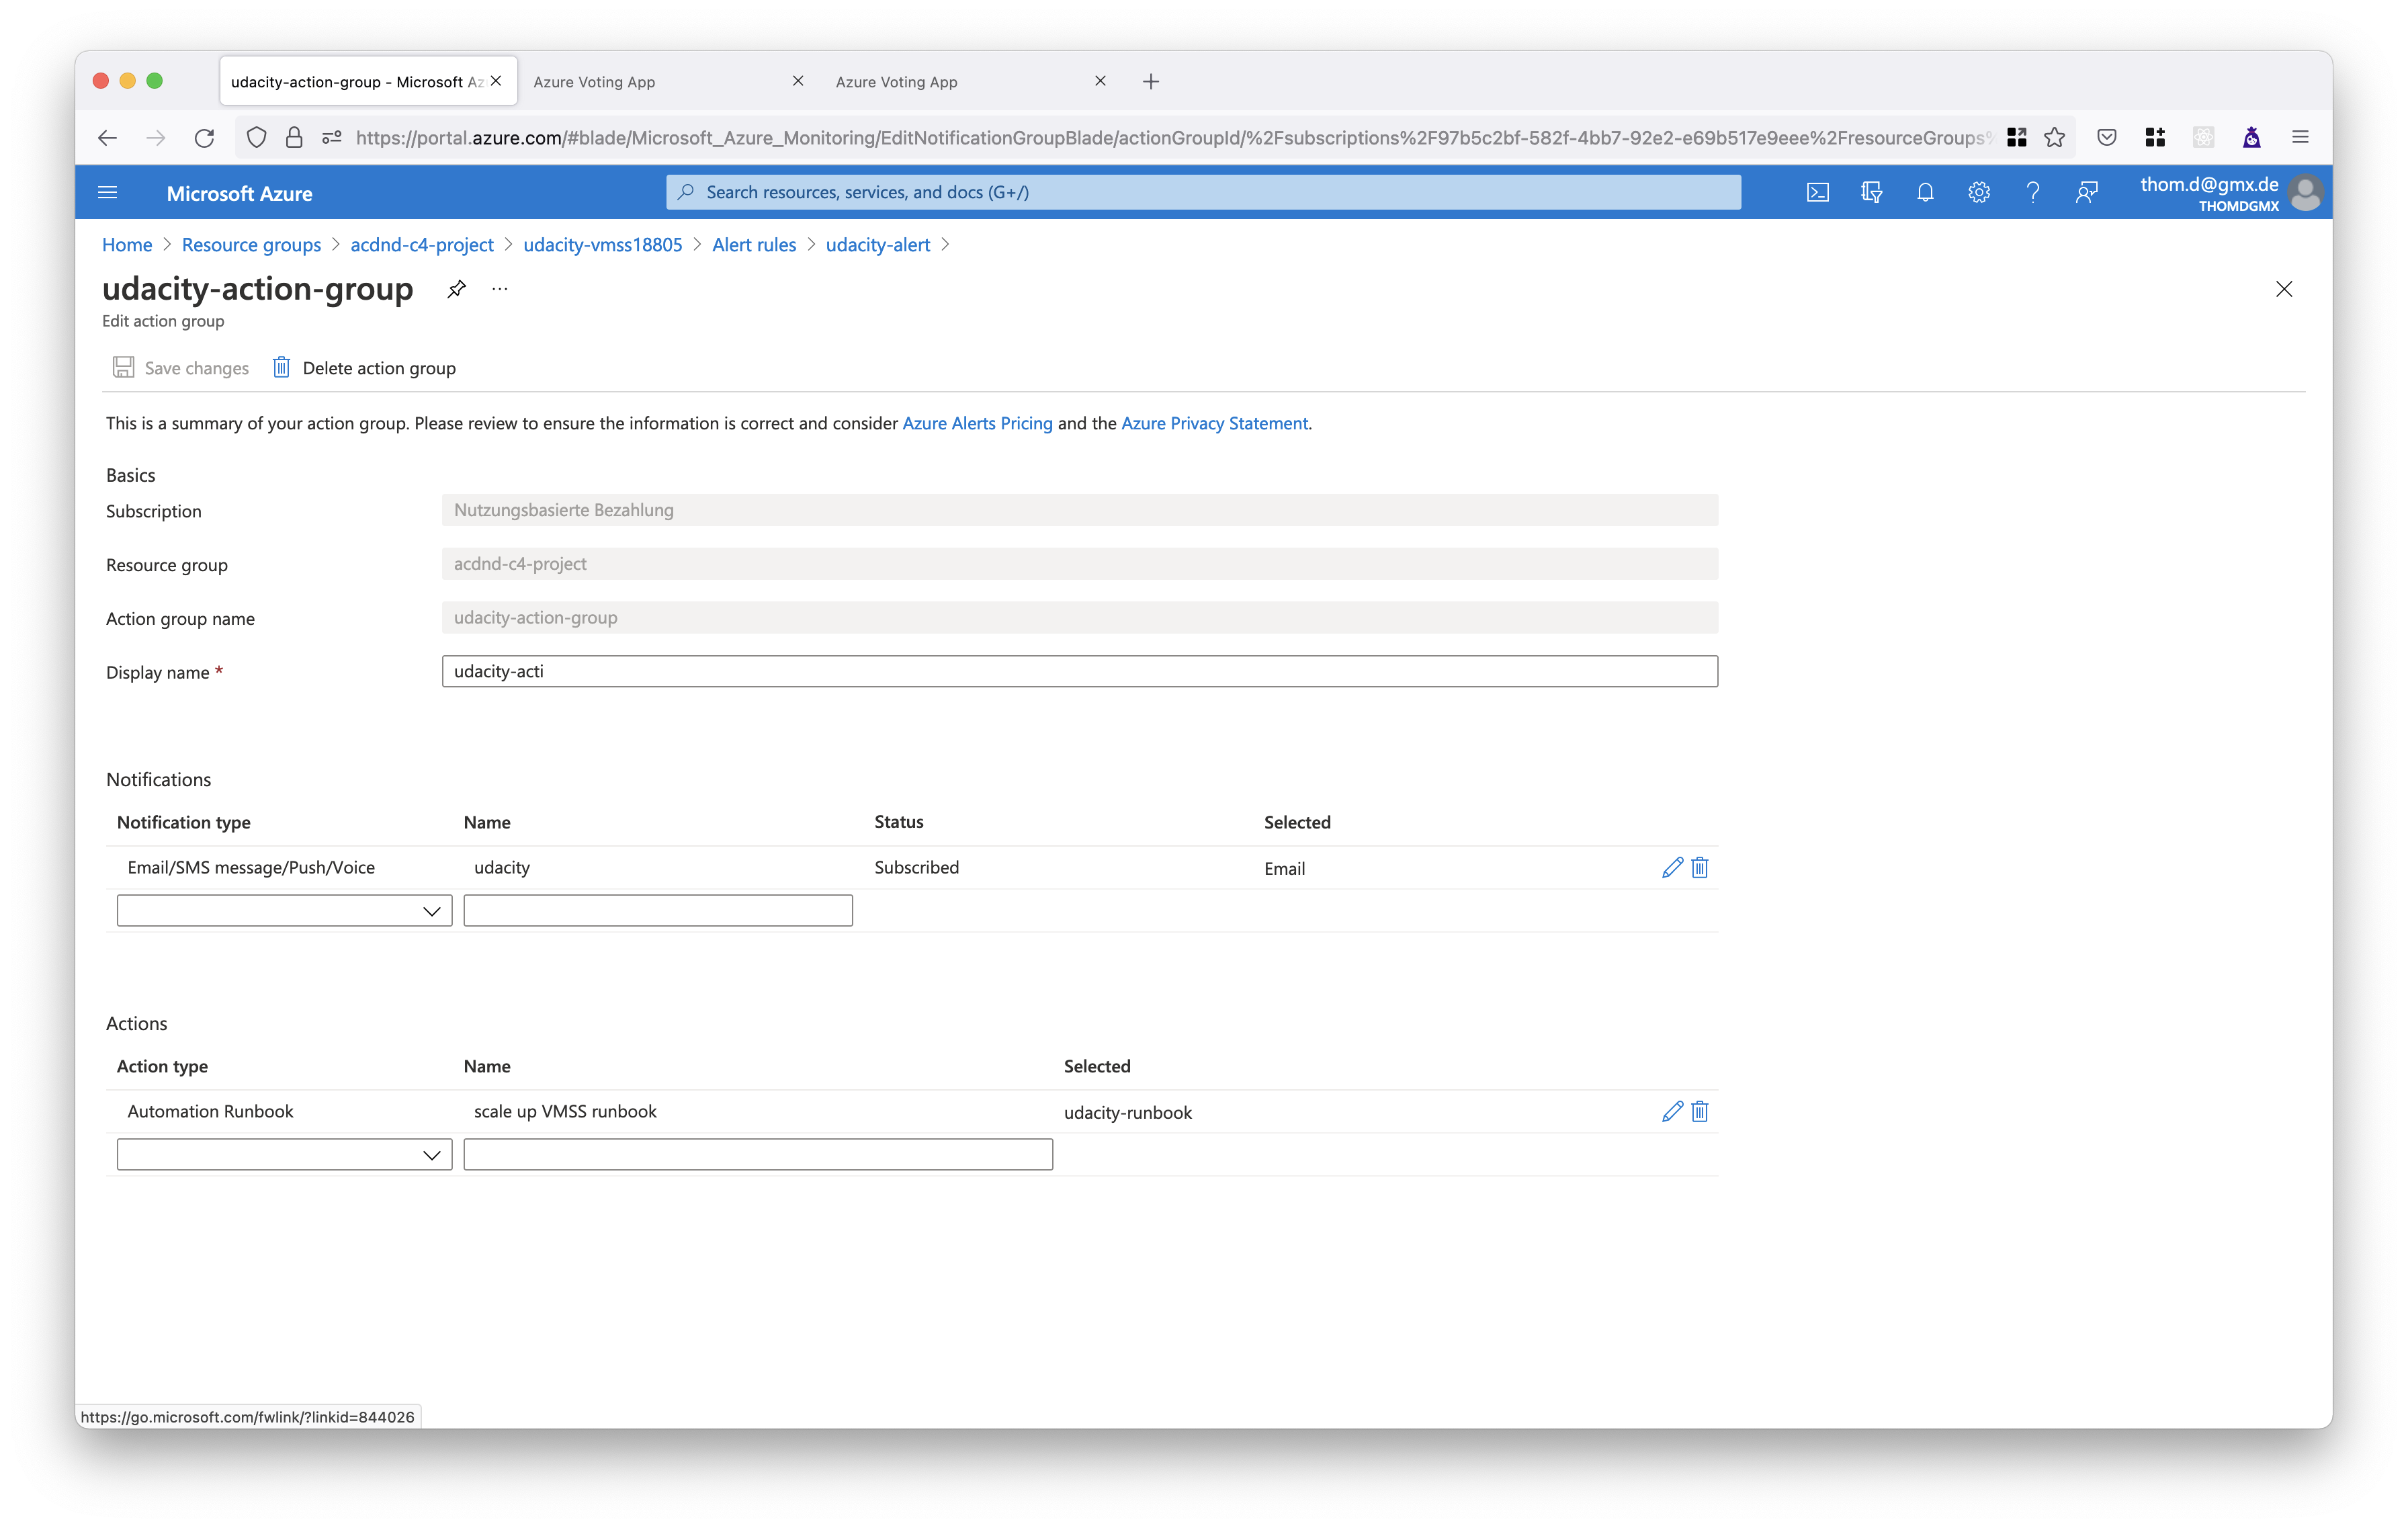 udacity-action-group - Microsoft Az
Azure Voting App
Azure Voting App
https://portal.azure.com/#blade/Microsoft_Azure_Monitoring/EditNotificationGroupBlade/actionGroupId/%2Fsubscriptions%2F97b5c2bf-582f-4bb7-92e2-e69b517e9eee%2FresourceGroups%
Microsoft Azure
Search resources, services, and docs (G+/)
thom.d@gmx.de
THOMDGMX
Home > Resource groups > acdnd-c4-project > udacity-vmss18805 > Alert rules > udacity-alert >
udacity-action-group
Edit action group
Save changes
Delete action group
This is a summary of your action group. Please review to ensure the information is correct and consider Azure Alerts Pricing and the Azure Privacy Statement.
Basics
Subscription
Nutzungsbasierte Bezahlung
Resource group
acdnd-c4-project
Action group name
udacity-action-group
Display name *
udacity-acti
Notifications
Notification type Name Status Selected
Email/SMS message/Push/Voice udacity Subscribed Email
Actions
Action type Name Selected
Automation Runbook scale up VMSS runbook udacity-runbook
https://go.microsoft.com/fwlink/?linkid=844026